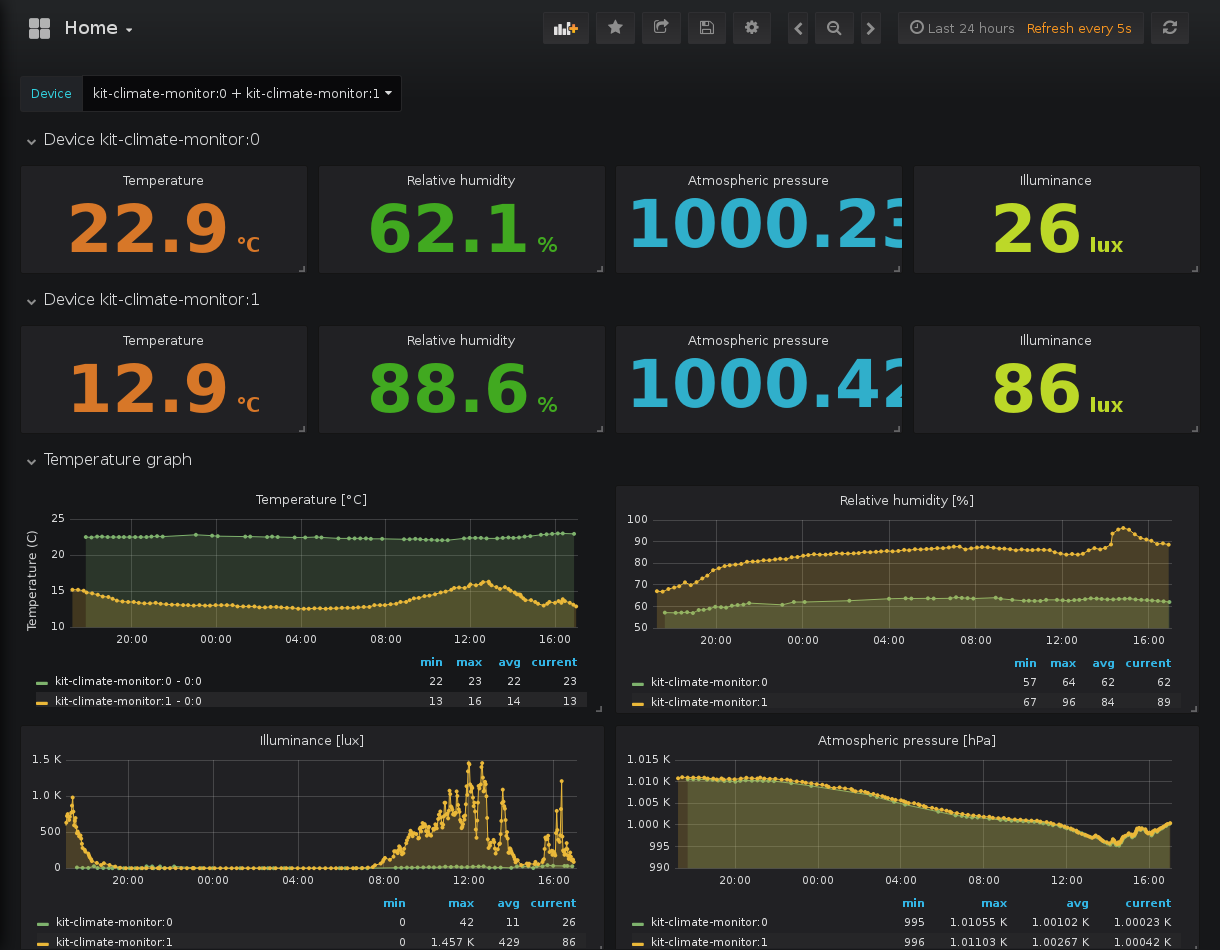 Home
Last 24 hours Refresh every 5s
Device kit-climate-monitor:0 + kit-climate-monitor:1
Device kit-climate-monitor:0
Temperature Relative humidity Atmospheric pressure Illuminance
22.9 °C 62.1 % 1000.23 26 lux
Device kit-climate-monitor:1
Temperature Relative humidity Atmospheric pressure Illuminance
12.9 °C 88.6 % 1000.42 86 lux
Temperature graph
Temperature [°C]
Temperature (C)
25
20
15
10
20:00 00:00 04:00 08:00 12:00 16:00
min max avg current
kit-climate-monitor:0 - 0:0 22 23 22 23
kit-climate-monitor:1 - 0:0 13 16 14 13
Relative humidity [%]
100
90
80
70
60
50
20:00 00:00 04:00 08:00 12:00 16:00
min max avg current
kit-climate-monitor:0 57 64 62 62
kit-climate-monitor:1 67 96 84 89
Illuminance [lux]
1.5 K
1.0 K
500
0
20:00 00:00 04:00 08:00 12:00 16:00
min max avg current
kit-climate-monitor:0 0 42 11 26
kit-climate-monitor:1 0 1.457 K 429 86
Atmospheric pressure [hPa]
1.015 K
1.010 K
1.005 K
1.000 K
995
990
20:00 00:00 04:00 08:00 12:00 16:00
min max avg current
kit-climate-monitor:0 995 1.01055 K 1.00102 K 1.00023 K
kit-climate-monitor:1 996 1.01103 K 1.00267 K 1.00042 K